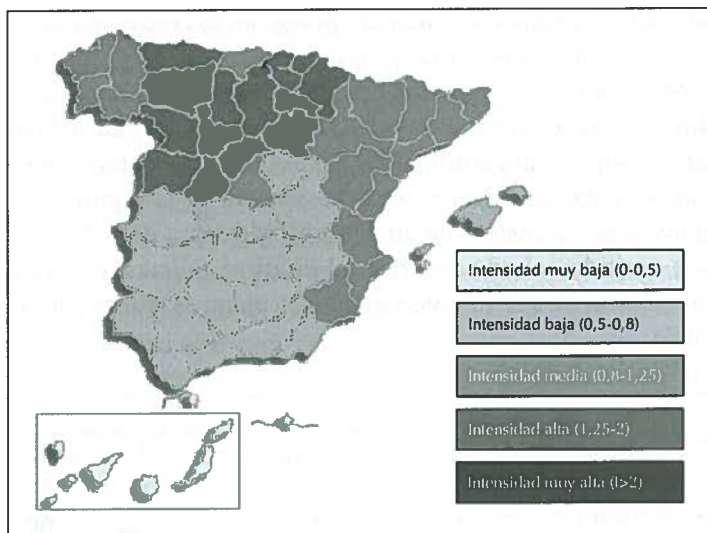 Intensidad muy baja (0-0,5)
Intensidad baja (0,5-0,8)
Intensidad media (0,8-1,25)
Intensidad alta (1,25-2)
Intensidad muy alta (I>2)